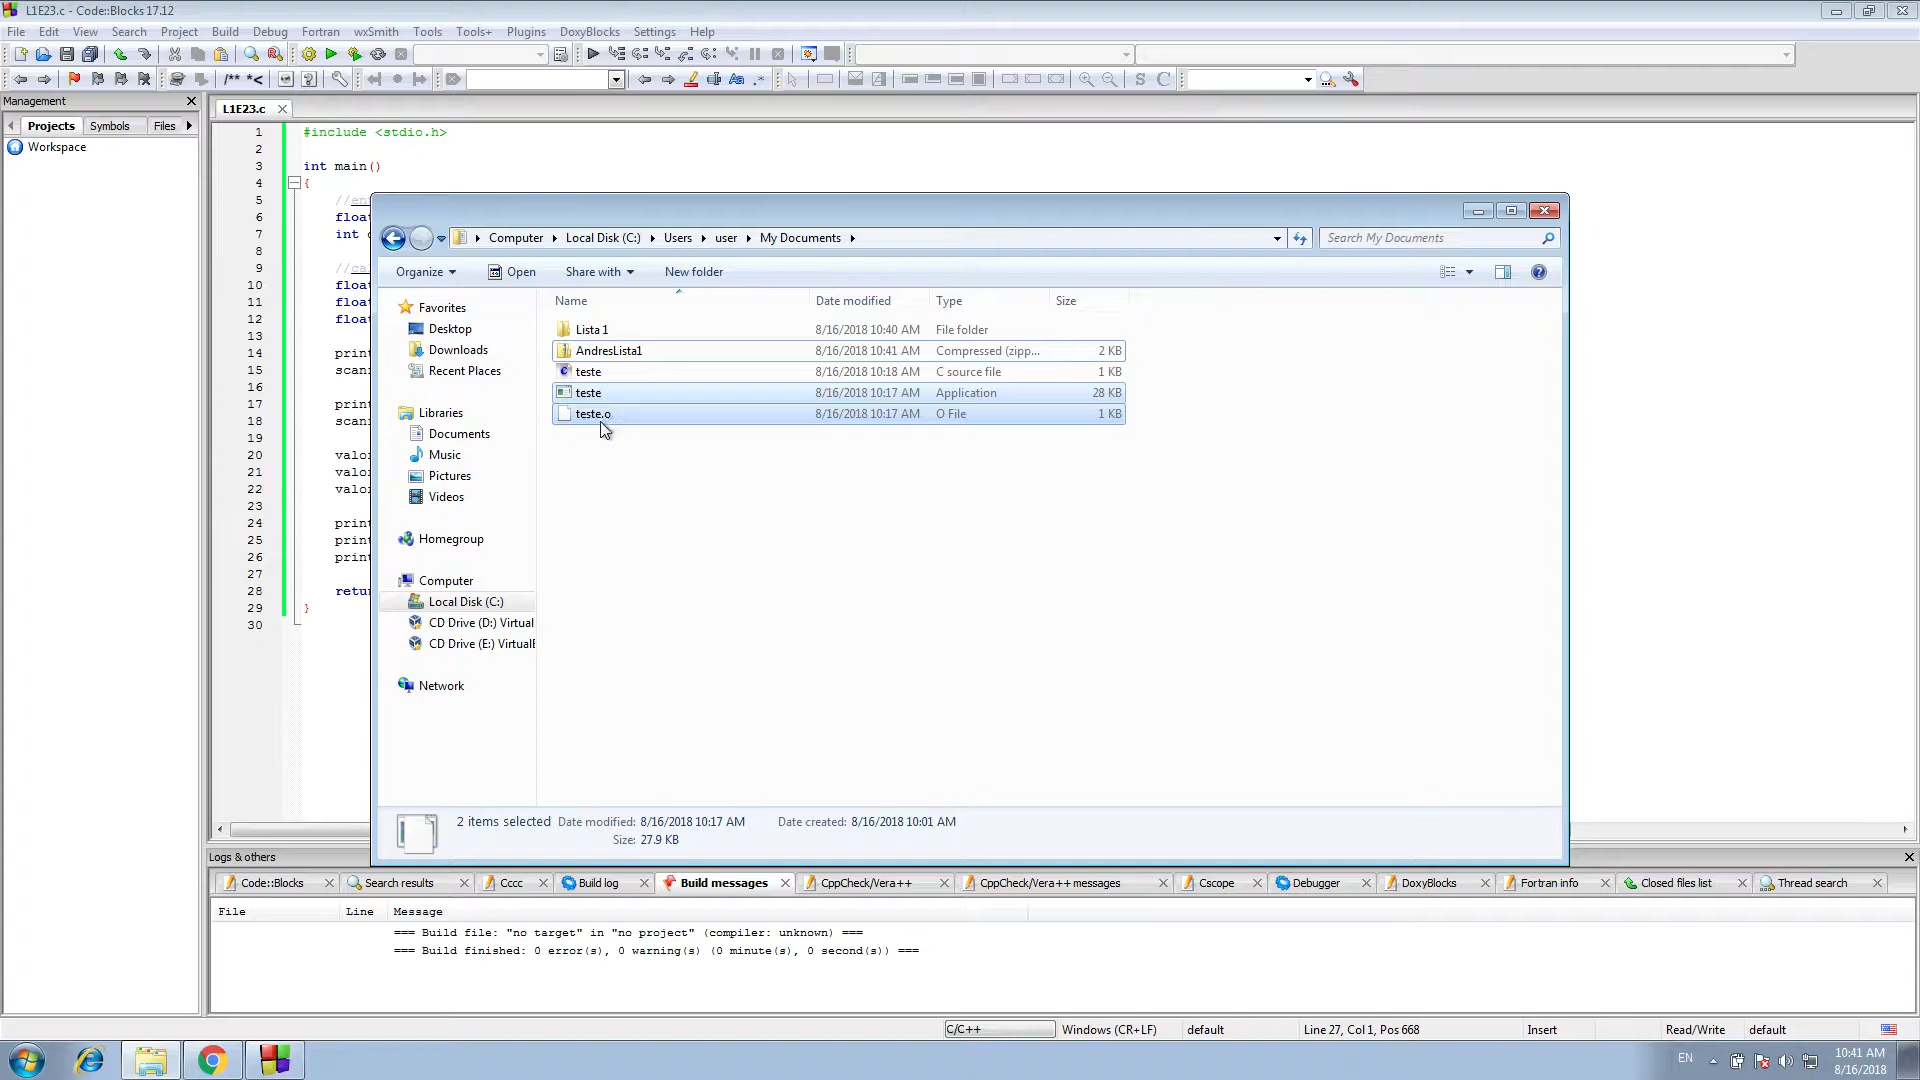 L1E23.c - Code::Blocks 17.12
File Edit View Search Project Build Debug Fortran wxSmith Tools Tools+ Plugins DoxyBlocks Settings Help
/** *<
Aa .*
S C
Management
L1E23.c
Projects Symbols Files
Workspace
1 #include <stdio.h>
2
3 int main()
4 {
5
6 float
7 int
8
9
10 float
11 float
12 float
13
14 print
15 scan
16
17 print
18 scan
19
20 valo
21 valo
22 valo
23
24 print
25 print
26 print
27
28 retu
29 }
30
Computer Local Disk (C:) Users user My Documents
Search My Documents
Organize Open Share with New folder
Name Date modified Type Size
Lista 1 8/16/2018 10:40 AM File folder
AndresLista1 8/16/2018 10:41 AM Compressed (zipp... 2 KB
teste 8/16/2018 10:18 AM C source file 1 KB
teste 8/16/2018 10:17 AM Application 28 KB
teste.o 8/16/2018 10:17 AM O File 1 KB
Favorites
Desktop
Downloads
Recent Places
Libraries
Documents
Music
Pictures
Videos
Homegroup
Computer
Local Disk (C:)
CD Drive (D:) Virtual
CD Drive (E:) Virtual
Network
2 items selected Date modified: 8/16/2018 10:17 AM Date created: 8/16/2018 10:01 AM
Size: 27.9 KB
Logs & others
Code::Blocks Search results Cccc Build log Build messages CppCheck/Vera++ CppCheck/Vera++ messages Cscope Debugger DoxyBlocks Fortran info Closed files list Thread search
File Line Message
=== Build file: "no target" in "no project" (compiler: unknown) ===
=== Build finished: 0 error(s), 0 warning(s) (0 minute(s), 0 second(s)) ===
C/C++ Windows (CR+LF) default Line 27, Col 1, Pos 668 Insert Read/Write default
EN 10:41 AM
8/16/2018